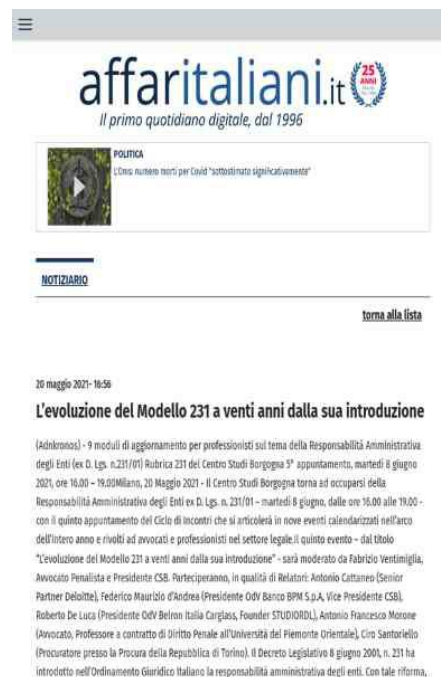 affaritaliani.it
25
ANNI
Il primo quotidiano digitale, dal 1996
POLITICA
L'Oms: numero morti per Covid "sottostimato significativamente"
NOTIZIARIO
torna alla lista
20 maggio 2021- 16:56
L'evoluzione del Modello 231 a venti anni dalla sua introduzione
(Adnkronos) - 9 moduli di aggiornamento per professionisti sul tema della Responsabilità Amministrativa
degli Enti (ex D. Lgs. n.231/01) Rubrica 231 del Centro Studi Borgogna 5° appuntamento, martedì 8 giugno
2021, ore 16.00 – 19.00Milano, 20 Maggio 2021 - Il Centro Studi Borgogna torna ad occuparsi della
Responsabilità Amministrativa degli Enti ex D. Lgs. n. 231/01 – martedì 8 giugno, dalle ore 16.00 alle 19.00 -
con il quinto appuntamento del Ciclo di Incontri che si articolerà in nove eventi calendarizzati nell'arco
dell'intero anno e rivolti ad avvocati e professionisti nel settore legale.Il quinto evento – dal titolo
"L'evoluzione del Modello 231 a venti anni dalla sua introduzione" - sarà moderato da Fabrizio Ventimiglia,
Avvocato Penalista e Presidente CSB. Parteciperanno, in qualità di Relatori: Antonio Cattaneo (Senior
Partner Deloitte), Federico Maurizio d'Andrea (Presidente OdV Banco BPM S.p.A, Vice Presidente CSB),
Roberto De Luca (Presidente OdV Belron Italia Carglass, Founder STUDIORDL), Antonio Francesco Morone
(Avvocato, Professore a contratto di Diritto Penale all'Università del Piemonte Orientale), Ciro Santoriello
(Procuratore presso la Procura della Repubblica di Torino). Il Decreto Legislativo 8 giugno 2001, n. 231 ha
introdotto nell'Ordinamento Giuridico Italiano la responsabilità amministrativa degli enti. Con tale riforma,